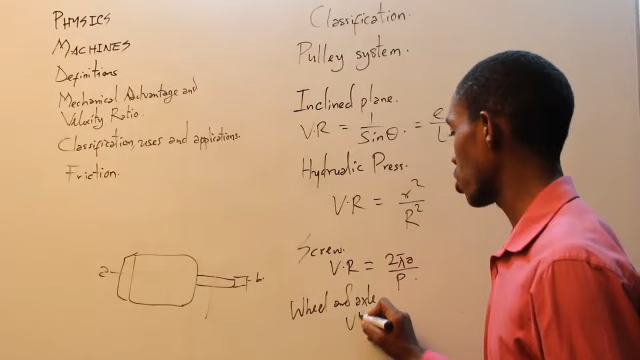 PHYSICS
MACHINES
Definitions
Mechanical Advantage and
Velocity Ratio.
Classification, uses and applications.
Friction.
a
b
Classification.
Pulley system.
Inclined plane.
V.R = 1/Sinθ. = e/L
Hydraulic Press.
V.R = r²/R²
Screw.
V.R = 2πa/P.
Wheel and axle
V